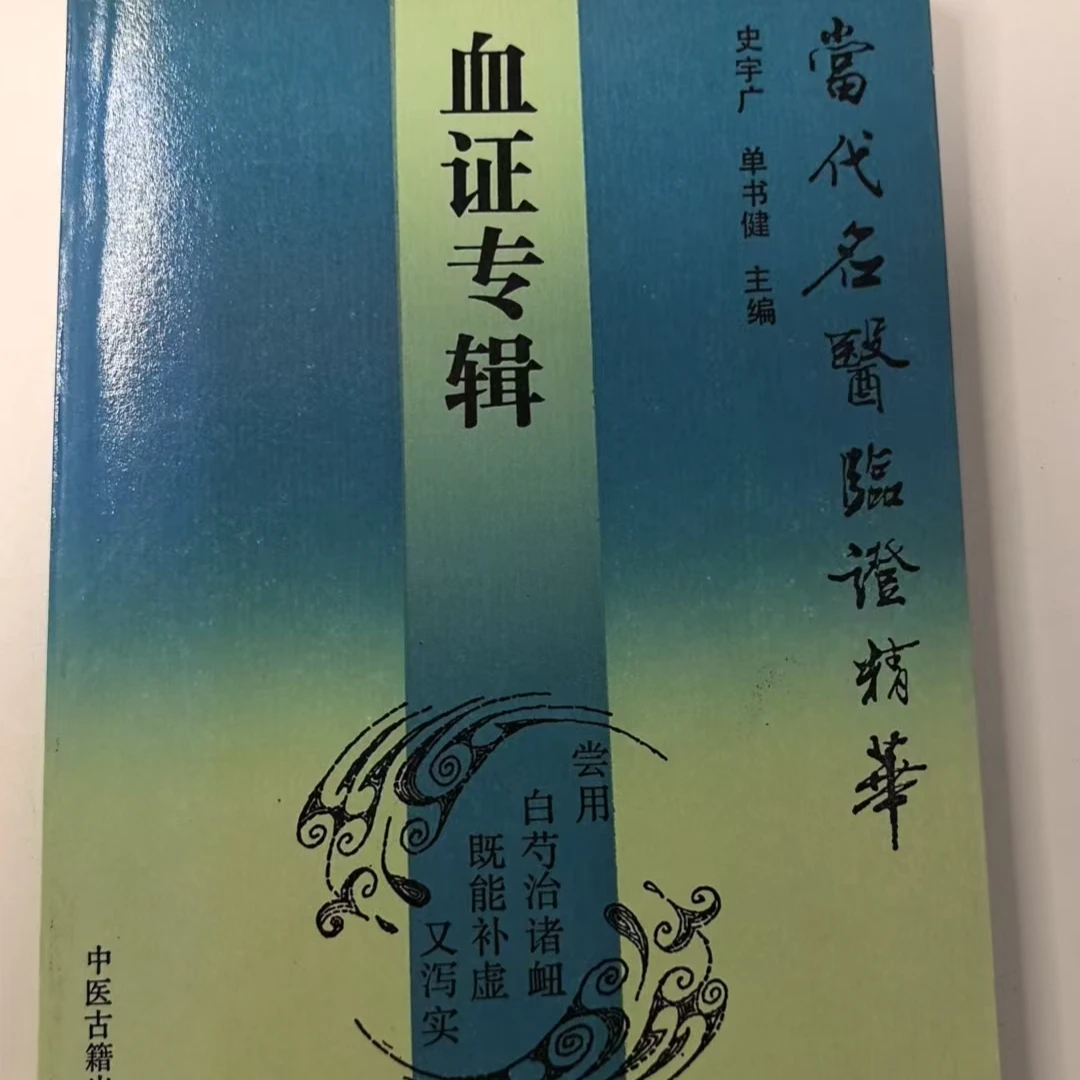 當代名醫臨證精華
史宇广 单书健 主编
血证专辑
尝用
白芍治诸衄
既能补虚
又泻实
中医古籍